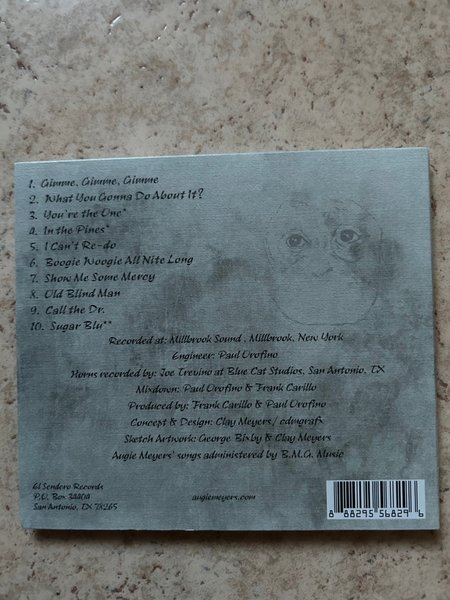 1. Gimme, Gimme, Gimme
2. What You Gonna Do About It?
3. You're the One*
4. In the Pines*
5. I Can't Re-do
6. Boogie Woogie All Nite Long
7. Show Me Some Mercy
8. Old Blind Man
9. Call the Dr.
10. Sugar Blu**
Recorded at: Millbrook Sound, Millbrook, New York
Engineer: Paul Orofino
Horns recorded by: Joe Trevino at Blue Cat Studios, San Antonio, TX
Mixdown: Paul Orofino & Frank Carillo
Produced by: Frank Carillo & Paul Orofino
Concept & Design: Clay Meyers/ cdmgrafx
Sketch Artwork: George Bixby & Clay Meyers
Augie Meyers' songs administered by B.M.G. Music
61 Sendero Records
P.O. Box
San Antonio, TX 78265
augiemeyers.com
8 88295 56829 6